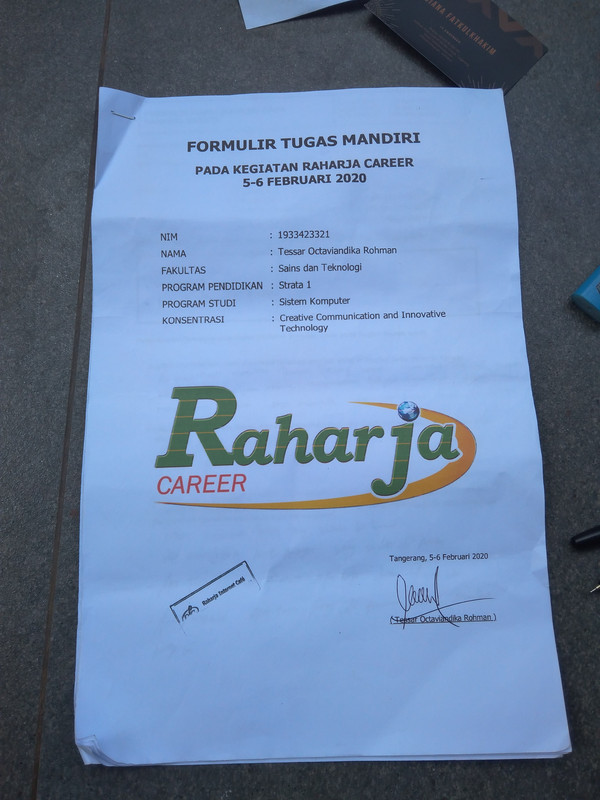 FATHULHAKIM
FORMULIR TUGAS MANDIRI
PADA KEGIATAN RAHARJA CAREER
5-6 FEBRUARI 2020
NIM : 1933423321
NAMA : Tessar Octaviandika Rohman
FAKULTAS : Sains dan Teknologi
PROGRAM PENDIDIKAN : Strata 1
PROGRAM STUDI : Sistem Komputer
KONSENTRASI : Creative Communication and Innovative
Technology
Raharja
CAREER
Tangerang, 5-6 Februari 2020
Raharja Internet Café
( Tessar Octaviandika Rohman )